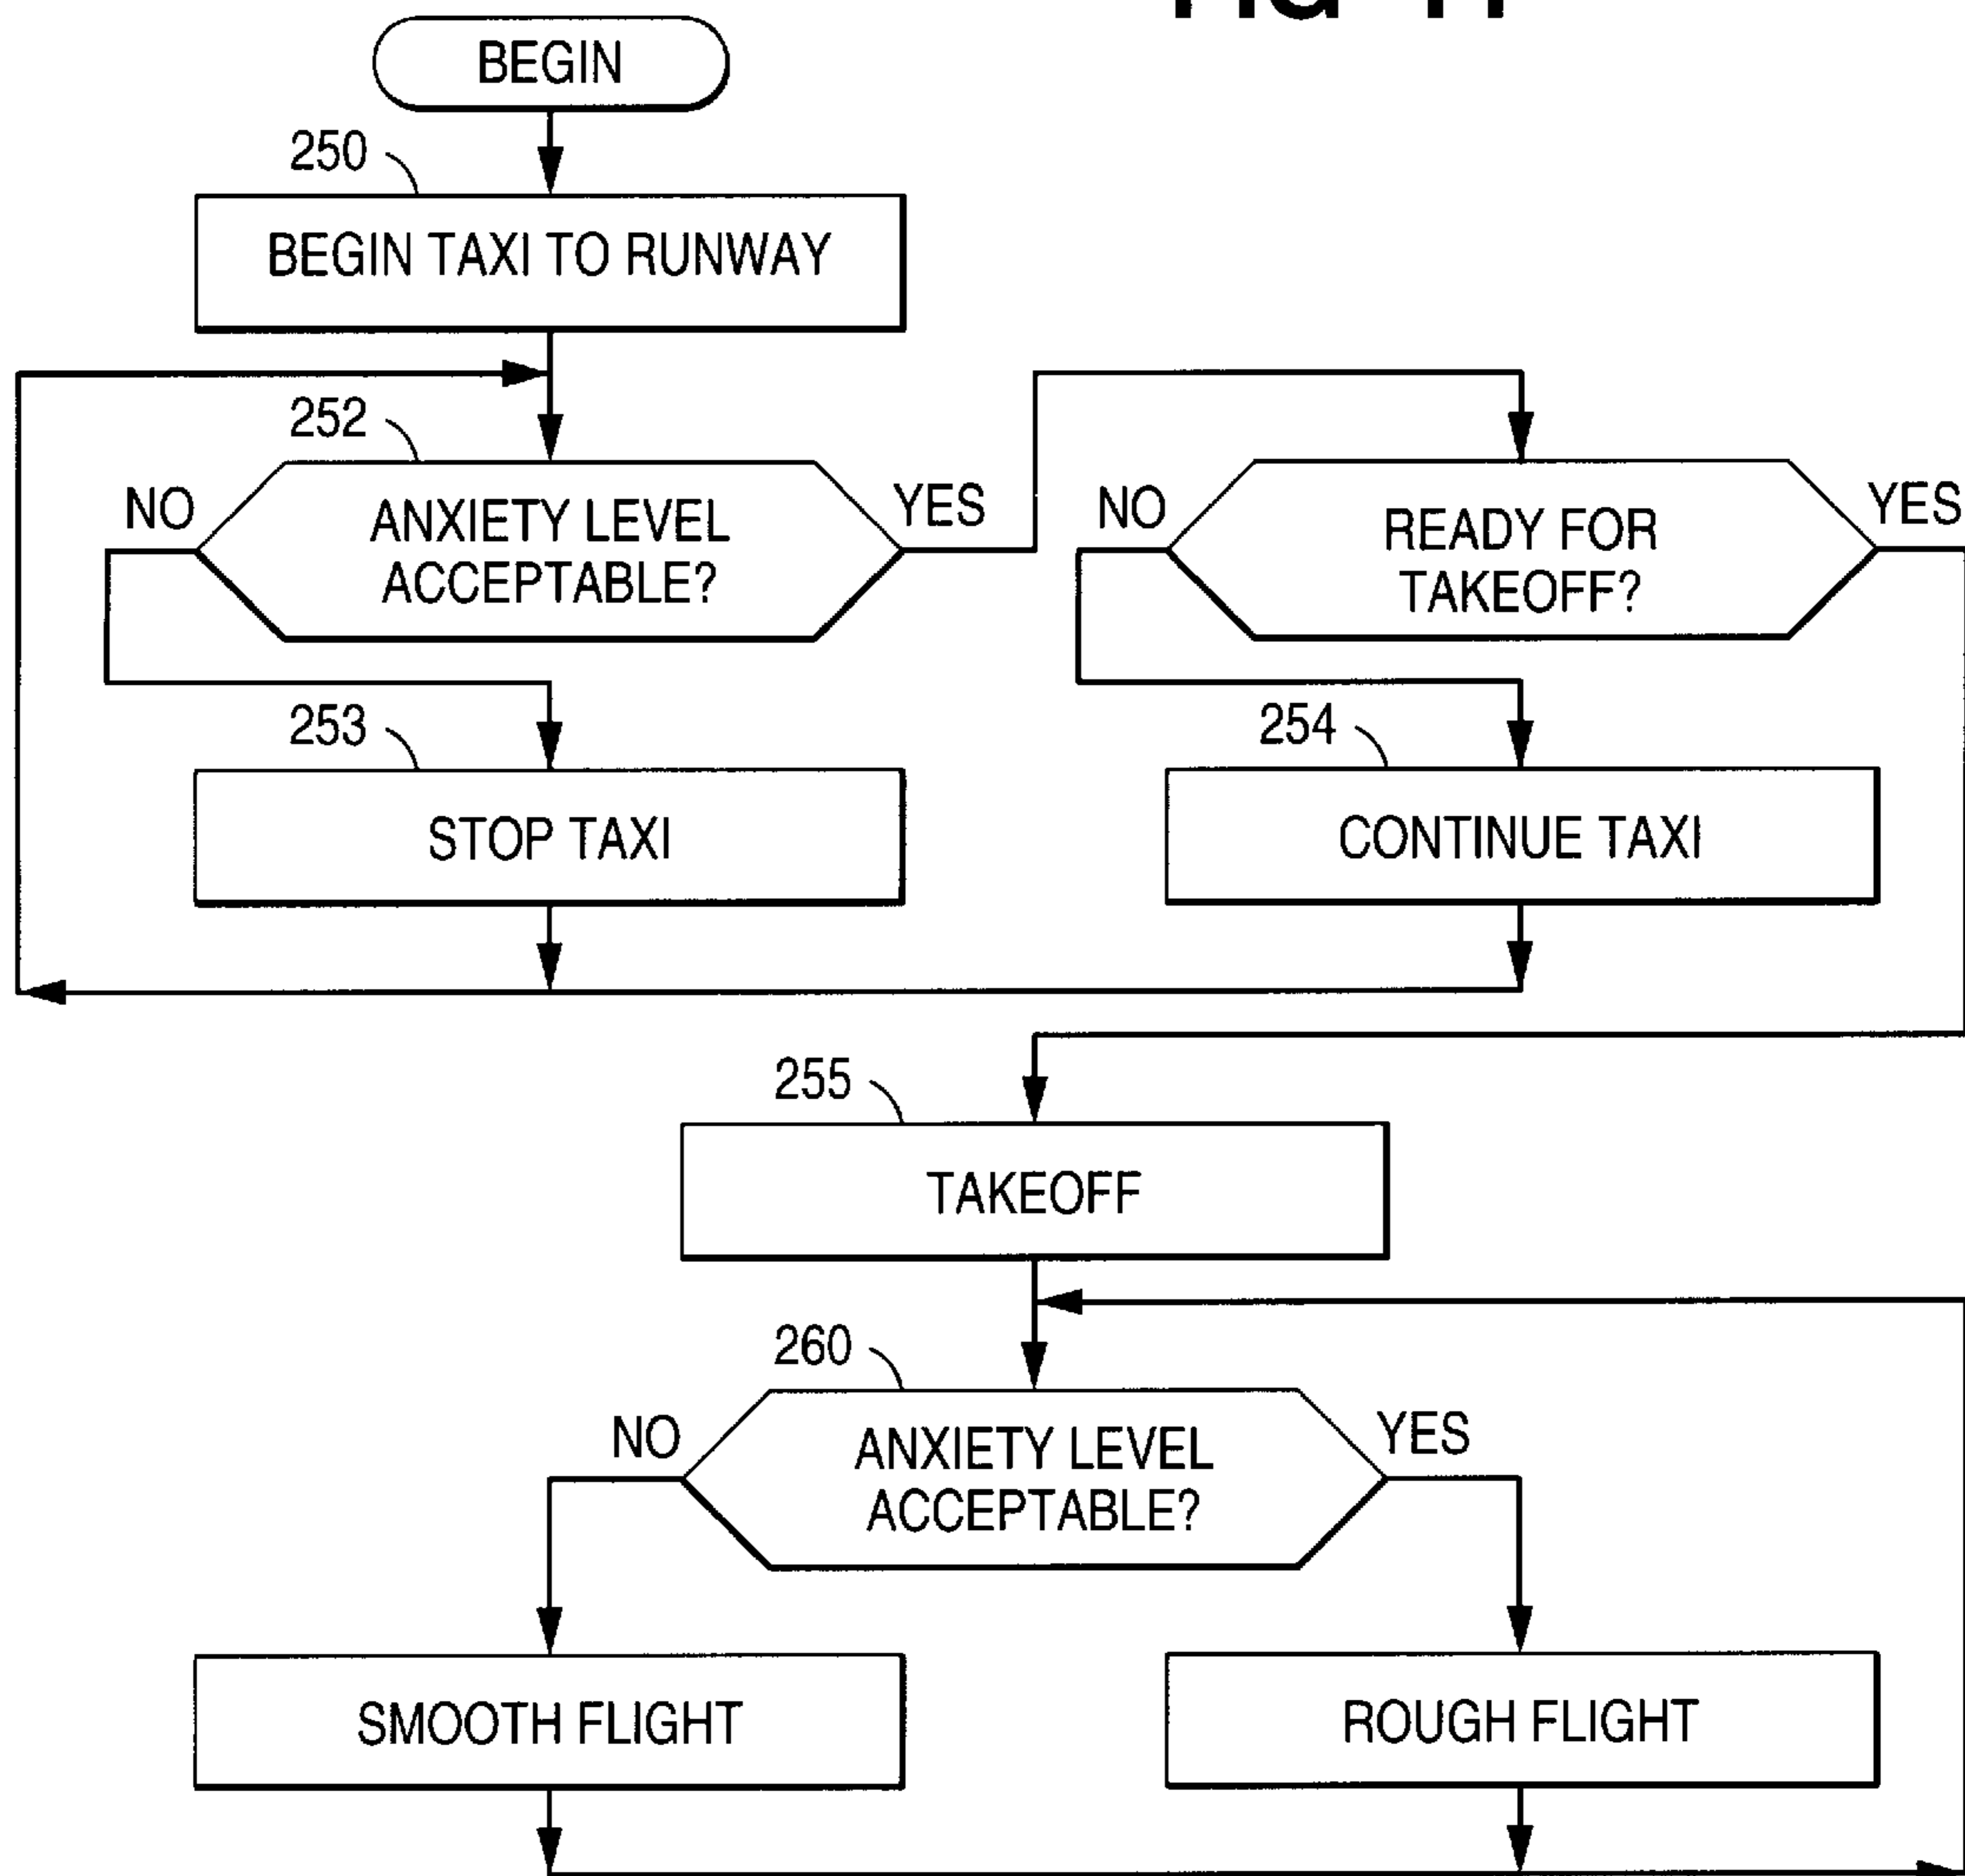 BEGIN
250
BEGIN TAXI TO RUNWAY
252
NO
ANXIETY LEVEL
ACCEPTABLE?
YES
NO
READY FOR
TAKEOFF?
YES
253
STOP TAXI
254
CONTINUE TAXI
255
TAKEOFF
260
NO
ANXIETY LEVEL
ACCEPTABLE?
YES
SMOOTH FLIGHT
ROUGH FLIGHT